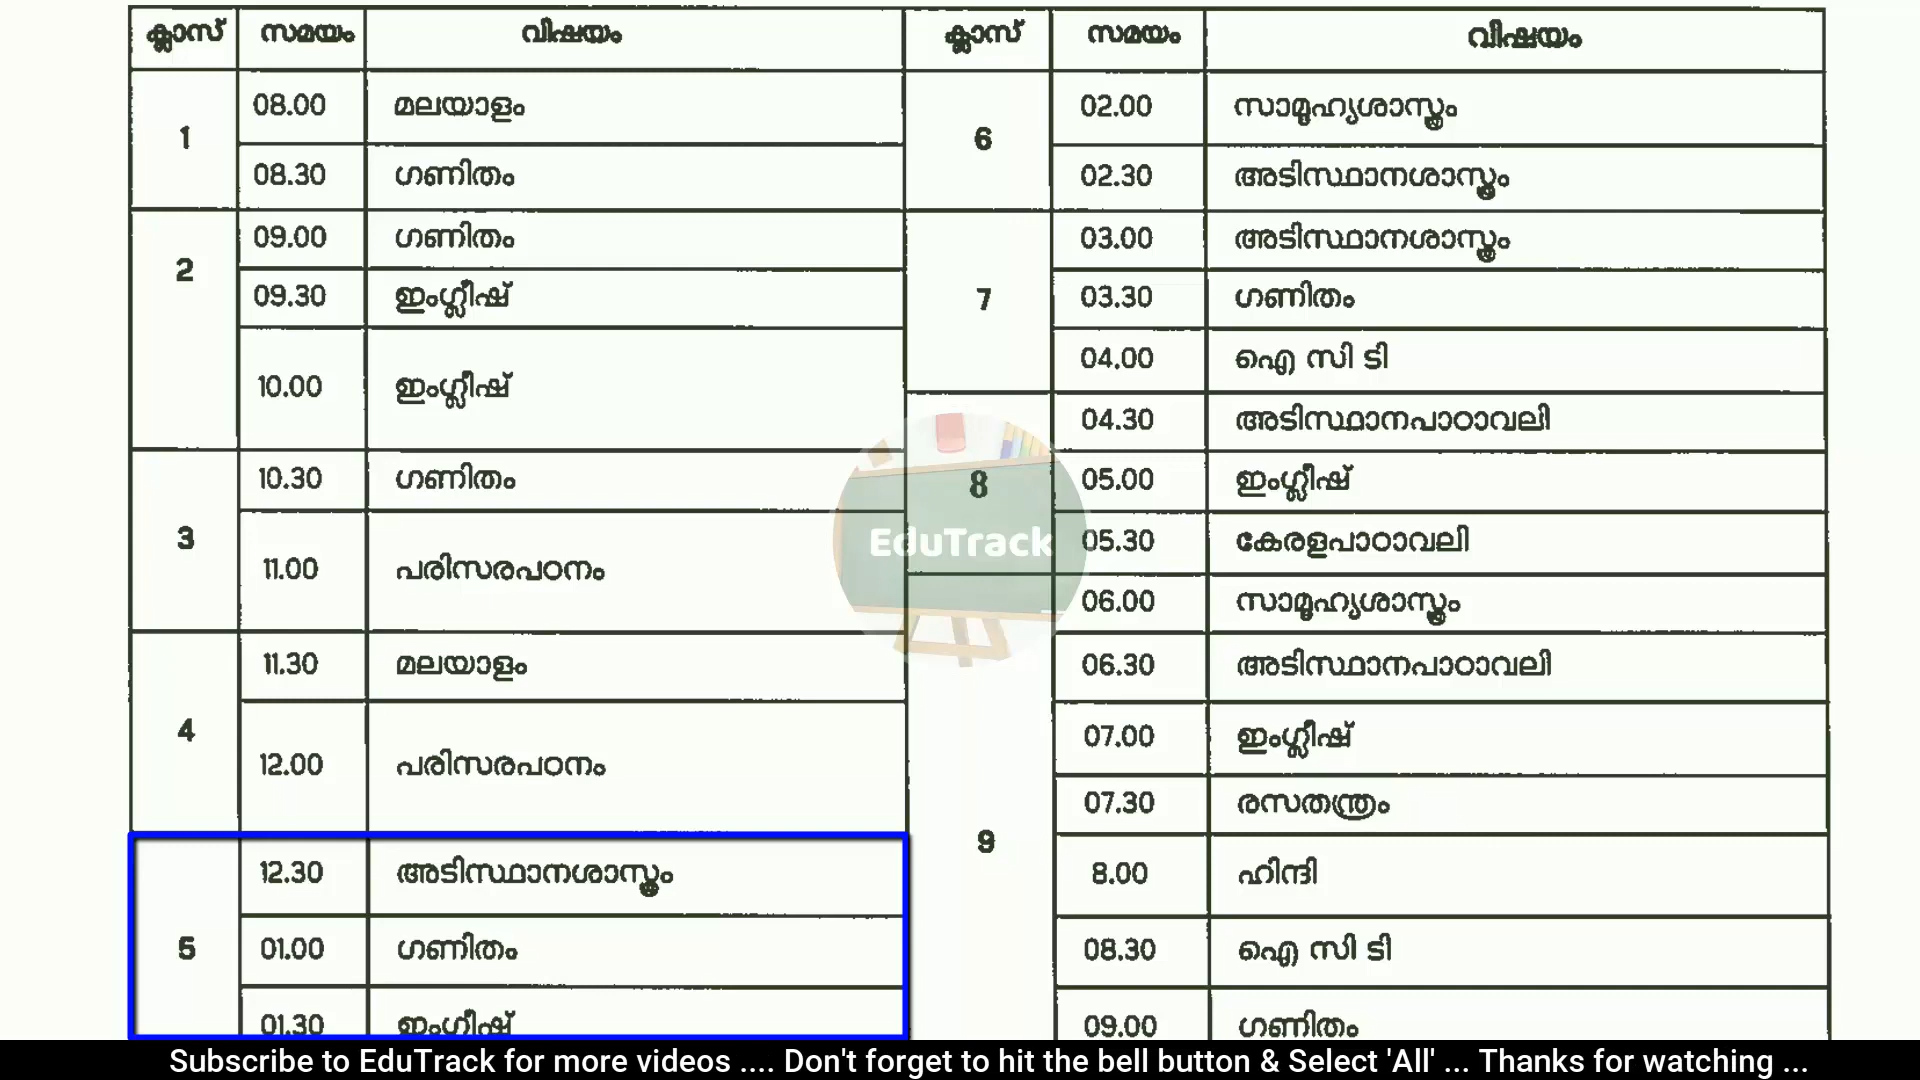 ക്ലാസ് സമയം വിഷയം ക്ലാസ് സമയം വിഷയം
1
08.00 മലയാളം
08.30 ഗണിതം
2
09.00 ഗണിതം
09.30 ഇംഗ്ലീഷ്
10.00 ഇംഗ്ലീഷ്
3
10.30 ഗണിതം
11.00 പരിസരപഠനം
4
11.30 മലയാളം
12.00 പരിസരപഠനം
5
12.30 അടിസ്ഥാനശാസ്ത്രം
01.00 ഗണിതം
01.30 ഇംഗ്ലീഷ്
6
02.00 സാമൂഹ്യശാസ്ത്രം
02.30 അടിസ്ഥാനശാസ്ത്രം
7
03.00 അടിസ്ഥാനശാസ്ത്രം
03.30 ഗണിതം
04.00 ഐ സി ടി
8
04.30 അടിസ്ഥാനപാഠാവലി
05.00 ഇംഗ്ലീഷ്
05.30 കേരളപാഠാവലി
9
06.00 സാമൂഹ്യശാസ്ത്രം
06.30 അടിസ്ഥാനപാഠാവലി
07.00 ഇംഗ്ലീഷ്
07.30 രസതന്ത്രം
8.00 ഹിന്ദി
08.30 ഐ സി ടി
09.00 ഗണിതം
EduTrack
Subscribe to EduTrack for more videos .... Don't forget to hit the bell button & Select 'All' ... Thanks for watching ...